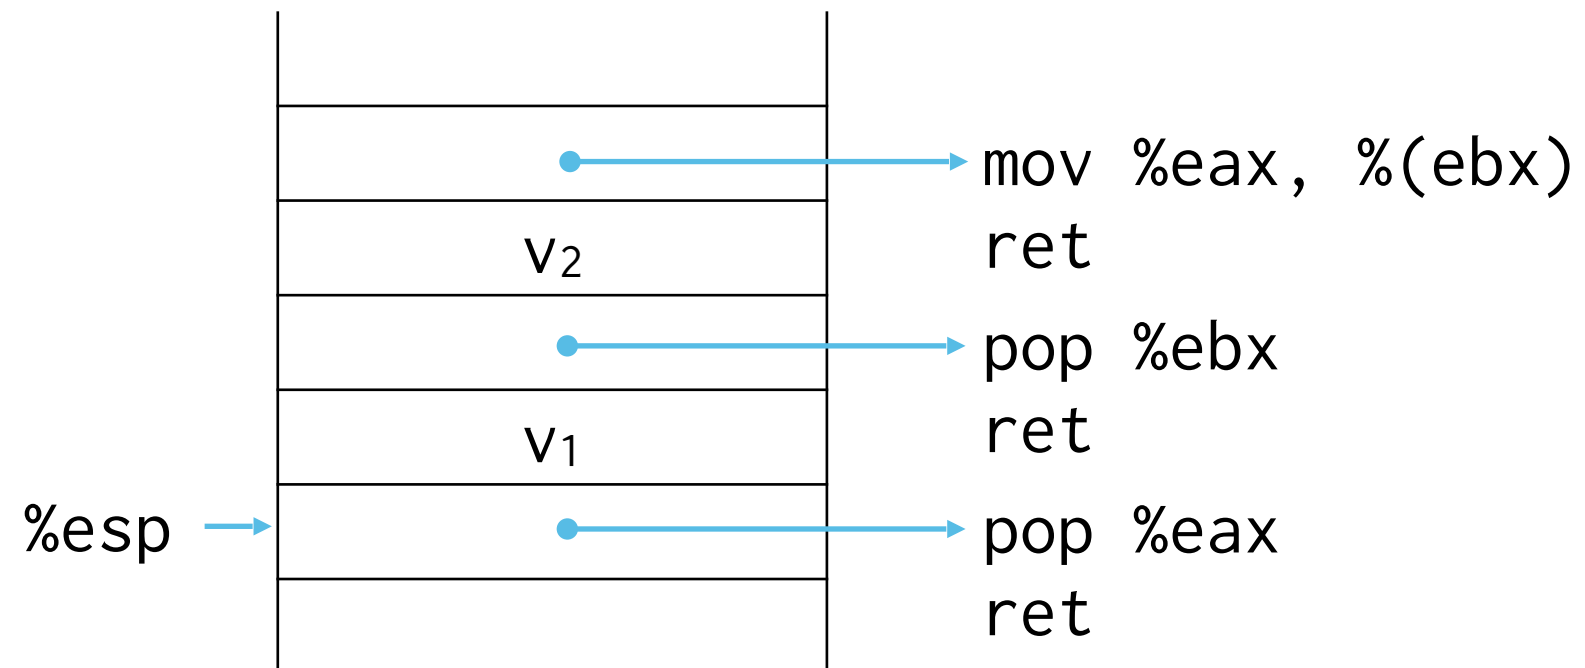 mov %eax, %(ebx)
ret
v2
pop %ebx
ret
v1
%esp
pop %eax
ret